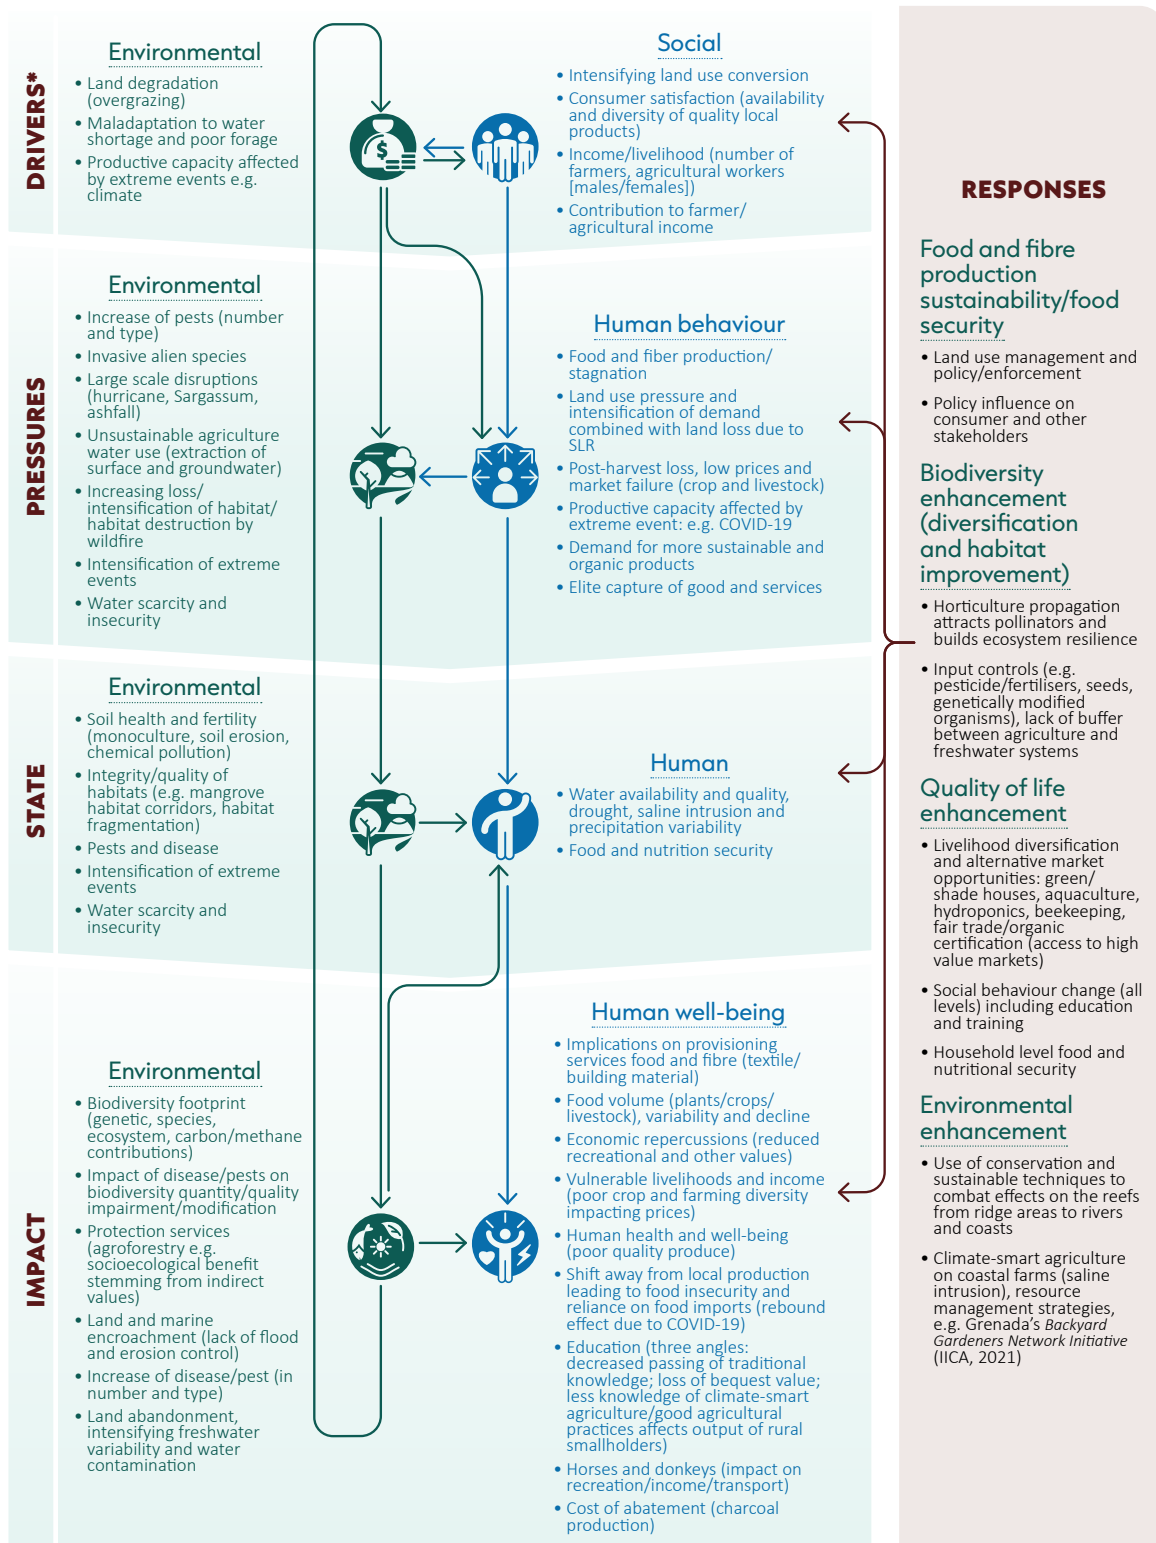 DRIVERS*
Environmental
• Land degradation
(overgrazing)
• Maladaptation to water
shortage and poor forage
• Productive capacity affected
by extreme events e.g.
climate
$
Social
• Intensifying land use conversion
• Consumer satisfaction (availability
and diversity of quality local
products)
• Income/livelihood (number of
farmers, agricultural workers
[males/females])
• Contribution to farmer/
agricultural income
PRESSURES
Environmental
• Increase of pests (number
and type)
• Invasive alien species
• Large scale disruptions
(hurricane, Sargassum,
ashfall)
• Unsustainable agriculture
water use (extraction of
surface and groundwater)
• Increasing loss/
intensification of habitat/
habitat destruction by
wildfire
• Intensification of extreme
events
• Water scarcity and
insecurity
Human behaviour
• Food and fiber production/
stagnation
• Land use pressure and
intensification of demand
combined with land loss due to
SLR
• Post-harvest loss, low prices and
market failure (crop and livestock)
• Productive capacity affected by
extreme event: e.g. COVID-19
• Demand for more sustainable and
organic products
• Elite capture of good and services
STATE
Environmental
• Soil health and fertility
(monoculture, soil erosion,
chemical pollution)
• Integrity/quality of
habitats (e.g. mangrove
habitat corridors, habitat
fragmentation)
• Pests and disease
• Intensification of extreme
events
• Water scarcity and
insecurity
Human
• Water availability and quality,
drought, saline intrusion and
precipitation variability
• Food and nutrition security
IMPACT
Environmental
• Biodiversity footprint
(genetic, species,
ecosystem, carbon/methane
contributions)
• Impact of disease/pests on
biodiversity quantity/quality
impairment/modification
• Protection services
(agroforestry e.g.
socioecological benefit
stemming from indirect
values)
• Land and marine
encroachment (lack of flood
and erosion control)
• Increase of disease/pest (in
number and type)
• Land abandonment,
intensifying freshwater
variability and water
contamination
Human well-being
• Implications on provisioning
services food and fibre (textile/
building material)
• Food volume (plants/crops/
livestock), variability and decline
• Economic repercussions (reduced
recreational and other values)
• Vulnerable livelihoods and income
(poor crop and farming diversity
impacting prices)
• Human health and well-being
(poor quality produce)
• Shift away from local production
leading to food insecurity and
reliance on food imports (rebound
effect due to COVID-19)
• Education (three angles:
decreased passing of traditional
knowledge; loss of bequest value;
less knowledge of climate-smart
agriculture/good agricultural
practices affects output of rural
smallholders)
• Horses and donkeys (impact on
recreation/income/transport)
• Cost of abatement (charcoal
production)
RESPONSES
Food and fibre
production
sustainability/food
security
• Land use management and
policy/enforcement
• Policy influence on
consumer and other
stakeholders
Biodiversity
enhancement
(diversification
and habitat
improvement)
• Horticulture propagation
attracts pollinators and
builds ecosystem resilience
• Input controls (e.g.
pesticide/fertilisers, seeds,
genetically modified
organisms), lack of buffer
between agriculture and
freshwater systems
Quality of life
enhancement
• Livelihood diversification
and alternative market
opportunities: green/
shade houses, aquaculture,
hydroponics, beekeeping,
fair trade/organic
certification (access to high
value markets)
• Social behaviour change (all
levels) including education
and training
• Household level food and
nutritional security
Environmental
enhancement
• Use of conservation and
sustainable techniques to
combat effects on the reefs
from ridge areas to rivers
and coasts
• Climate-smart agriculture
on coastal farms (saline
intrusion), resource
management strategies,
e.g. Grenada's Backyard
Gardeners Network Initiative
(IICA, 2021)